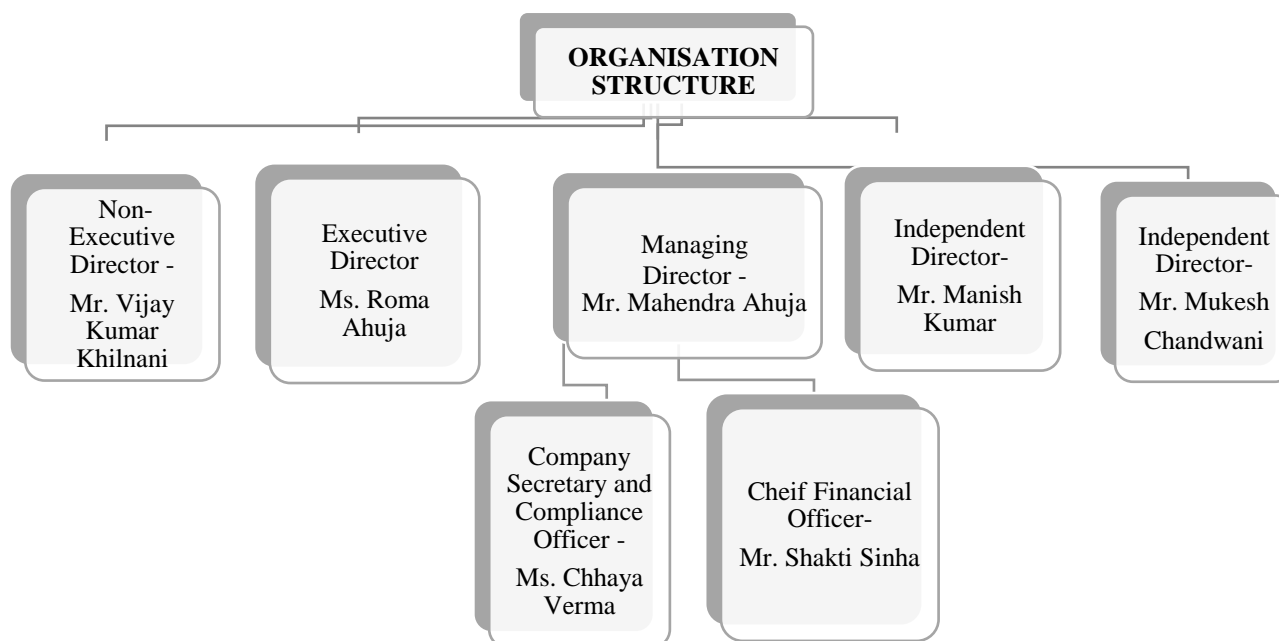 ORGANISATION
STRUCTURE
Non-
Executive
Director -
Mr. Vijay
Kumar
Khilnani
Executive
Director
Ms. Roma
Ahuja
Managing
Director -
Mr. Mahendra Ahuja
Independent
Director-
Mr. Manish
Kumar
Independent
Director-
Mr. Mukesh
Chandwani
Company
Secretary and
Compliance
Officer -
Ms. Chhaya
Verma
Cheif Financial
Officer-
Mr. Shakti Sinha